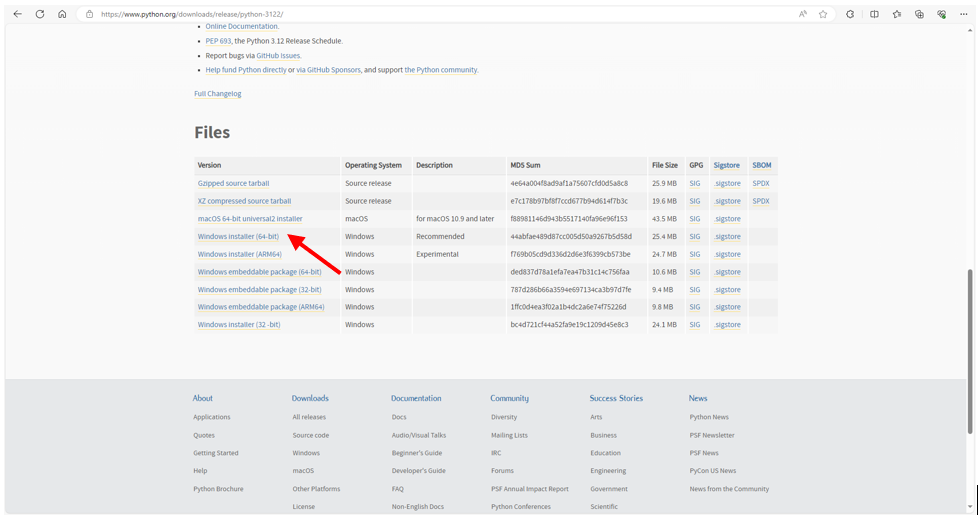 https://www.python.org/downloads/release/python-3122/
Online Documentation.
PEP 693, the Python 3.12 Release Schedule.
Report bugs via GitHub Issues.
Help fund Python directly or via GitHub Sponsors, and support the Python community.
Full Changelog
Files
Version Operating System Description MD5 Sum File Size GPG Sigstore SBOM
Gzipped source tarball Source release 4e64a004f8ad9af1a75607cfd0d5a8c8 25.9 MB SIG .sigstore SPDX
XZ compressed source tarball Source release e7c178b97bf8f7ccd677b94d614f7b3c 19.6 MB SIG .sigstore SPDX
macOS 64-bit universal2 installer macOS for macOS 10.9 and later f88981146d943b5517140fa96e96f153 43.5 MB SIG .sigstore
Windows installer (64-bit) Windows Recommended 44abfae489d87cc005d50a9267b5d58d 25.4 MB SIG .sigstore
Windows installer (ARM64) Windows Experimental f769b05cd9d336d2d6e3f6399cb573be 24.7 MB SIG .sigstore
Windows embeddable package (64-bit) Windows ded837d78a1efa7ea47b31c14c756faa 10.6 MB SIG .sigstore
Windows embeddable package (32-bit) Windows 787d286b66a3594e697134ca3b97d7fe 9.4 MB SIG .sigstore
Windows embeddable package (ARM64) Windows 1ffc0d4ea3f02a1b4dc2a6e74f75226d 9.8 MB SIG .sigstore
Windows installer (32 -bit) Windows bc4d721cf44a52fa9e19c1209d45e8c3 24.1 MB SIG .sigstore
About Downloads Documentation Community Success Stories News
Applications All releases Docs Diversity Arts Python News
Quotes Source code Audio/Visual Talks Mailing Lists Business PSF Newsletter
Getting Started Windows Beginner's Guide IRC Education PSF News
Help macOS Developer's Guide Forums Engineering PyCon US News
Python Brochure Other Platforms FAQ PSF Annual Impact Report Government News from the Community
License Non-English Docs Python Conferences Scientific